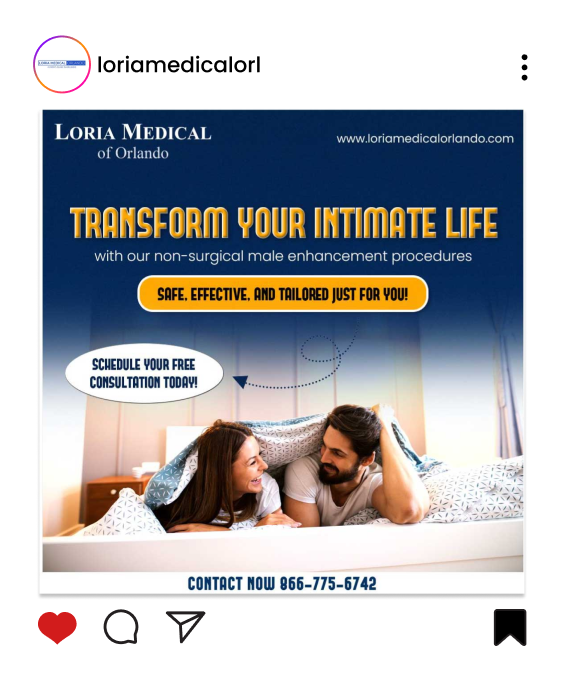 loriamedicalorl
LORIA MEDICAL
of Orlando
www.loriamedicalorlando.com
TRANSFORM YOUR INTIMATE LIFE
with our non-surgical male enhancement procedures
SAFE, EFFECTIVE, AND TAILORED JUST FOR YOU!
SCHEDULE YOUR FREE
CONSULTATION TODAY!
CONTACT NOW 866-775-6742